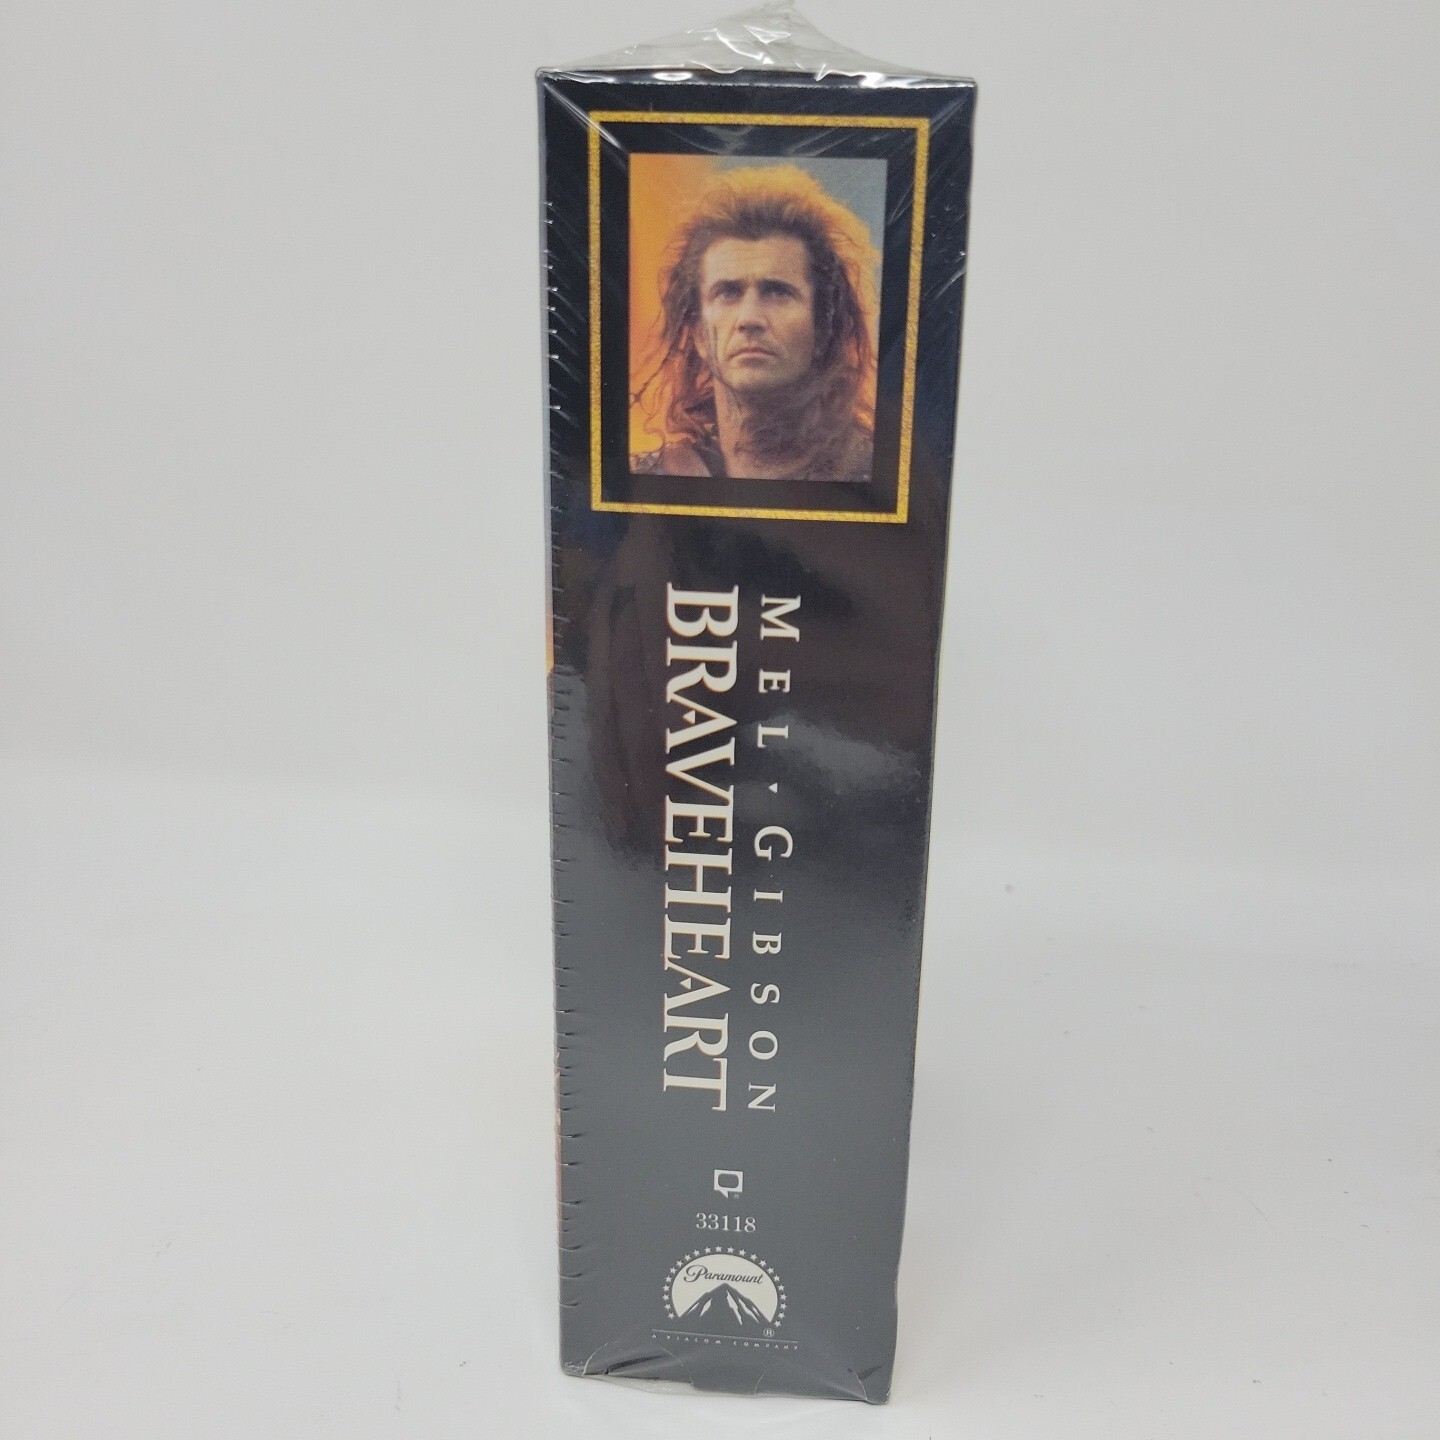 MEL · GIBSON
BRAVEHEART
33118
Paramount
®
A VIACOM COMPANY